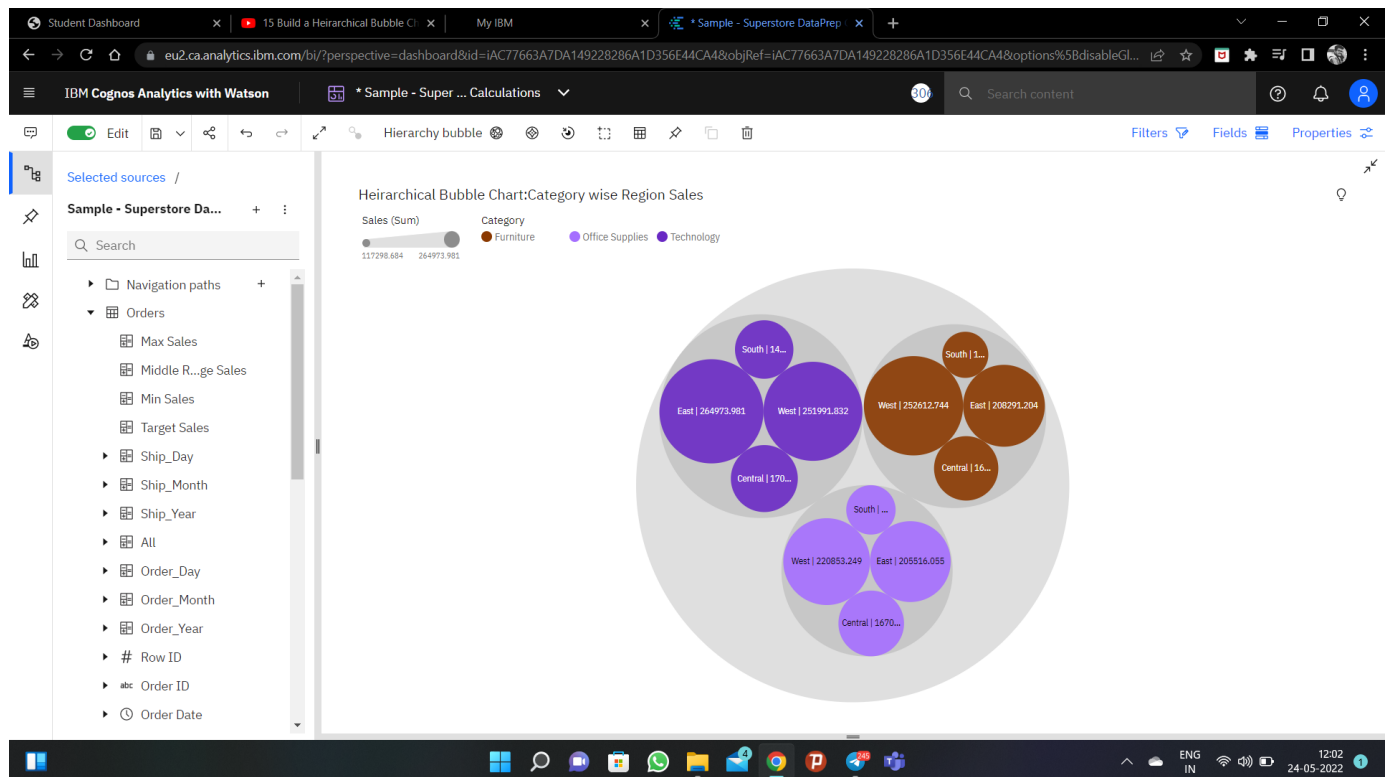 Student Dashboard
15 Build a Heirarchical Bubble Ch
My IBM
* Sample - Superstore DataPrep
eu2.ca.analytics.ibm.com/bi/?perspective=dashboard&id=iAC77663A7DA149228286A1D356E44CA4&objRef=iAC77663A7DA149228286A1D356E44CA4&options%5BdisableGl...
IBM Cognos Analytics with Watson
* Sample - Super ... Calculations
Search content
Edit
Hierarchy bubble
Filters
Fields
Properties
Selected sources /
Sample - Superstore Da...
Search
Navigation paths
Orders
Max Sales
Middle R...ge Sales
Min Sales
Target Sales
Ship_Day
Ship_Month
Ship_Year
All
Order_Day
Order_Month
Order_Year
# Row ID
abc Order ID
Order Date
Heirarchical Bubble Chart:Category wise Region Sales
Sales (Sum)
117298.684 264973.981
Category
Furniture Office Supplies Technology
South | 14...
East | 264973.981
West | 251991.832
Central | 170...
South | 1...
West | 252612.744
East | 208291.204
Central | 16...
South | ...
West | 220853.249
East | 205516.055
Central | 1670...
4
245
ENG
IN
12:02
24-05-2022
1